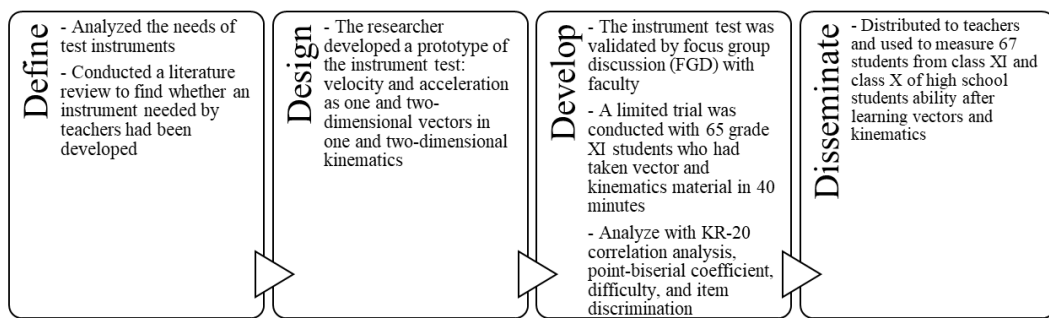 Define
- Analyzed the needs of
test instruments
- Conducted a literature
review to find whether an
instrument needed by
teachers had been
developed
Design
- The researcher
developed a prototype of
the instrument test:
velocity and acceleration
as one and two-
dimensional vectors in
one and two-dimensional
kinematics
Develop
- The instrument test was
validated by focus group
discussion (FGD) with
faculty
- A limited trial was
conducted with 65 grade
XI students who had
taken vector and
kinematics material in 40
minutes
- Analyze with KR-20
correlation analysis,
point-biserial coefficient,
difficulty, and item
discrimination
Disseminate
- Distributed to teachers
and used to measure 67
students from class XI and
class X of high school
students ability after
learning vectors and
kinematics